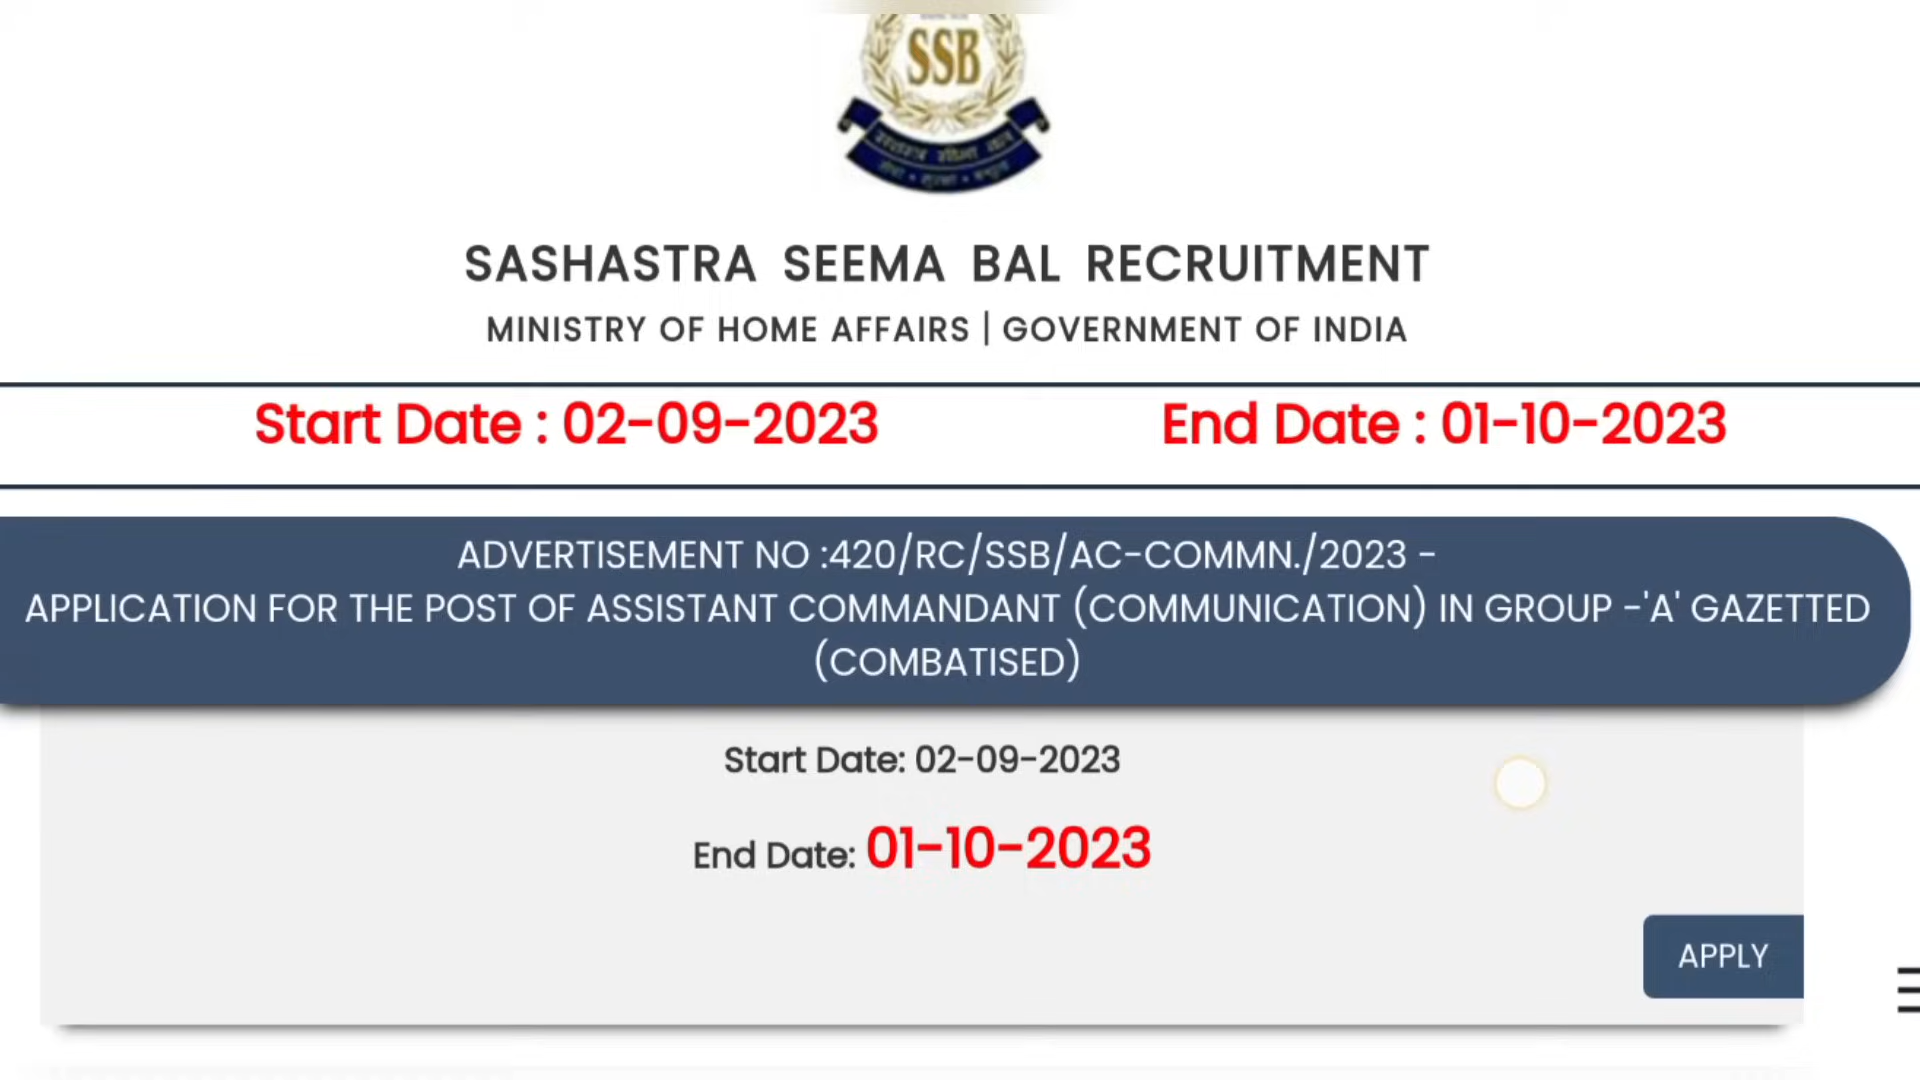 SSB
SASHASTRA SEEMA BAL RECRUITMENT
MINISTRY OF HOME AFFAIRS | GOVERNMENT OF INDIA
Start Date : 02-09-2023
End Date : 01-10-2023
ADVERTISEMENT NO :420/RC/SSB/AC-COMMN./2023 -
APPLICATION FOR THE POST OF ASSISTANT COMMANDANT (COMMUNICATION) IN GROUP -'A' GAZETTED
(COMBATISED)
Start Date: 02-09-2023
End Date: 01-10-2023
APPLY